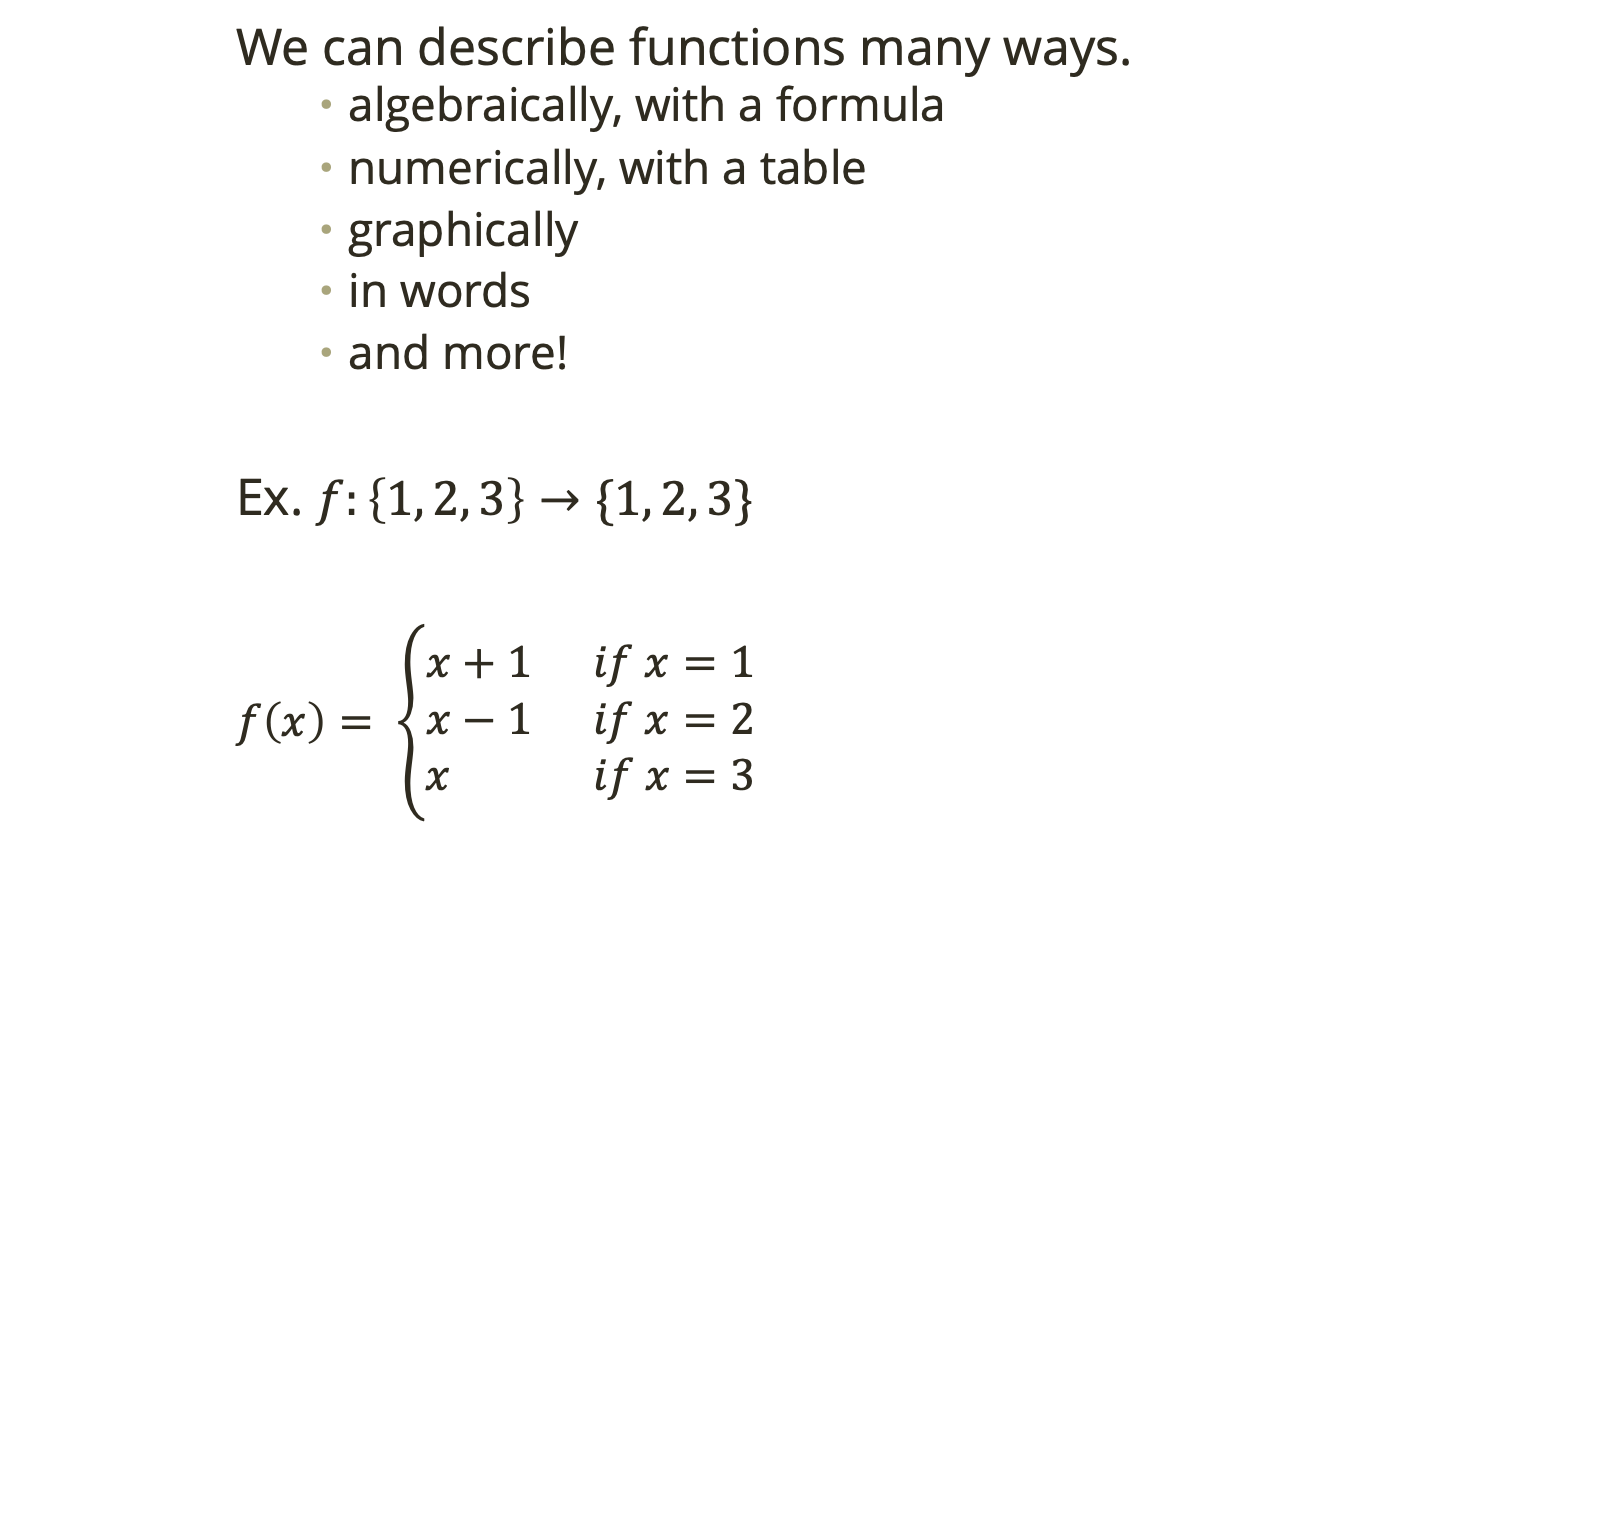 We can describe functions many ways.
• algebraically, with a formula
• numerically, with a table
• graphically
• in words
• and more!
Ex. f: {1, 2, 3} → {1, 2, 3}
f(x) = { x + 1 if x = 1
x − 1 if x = 2
x if x = 3